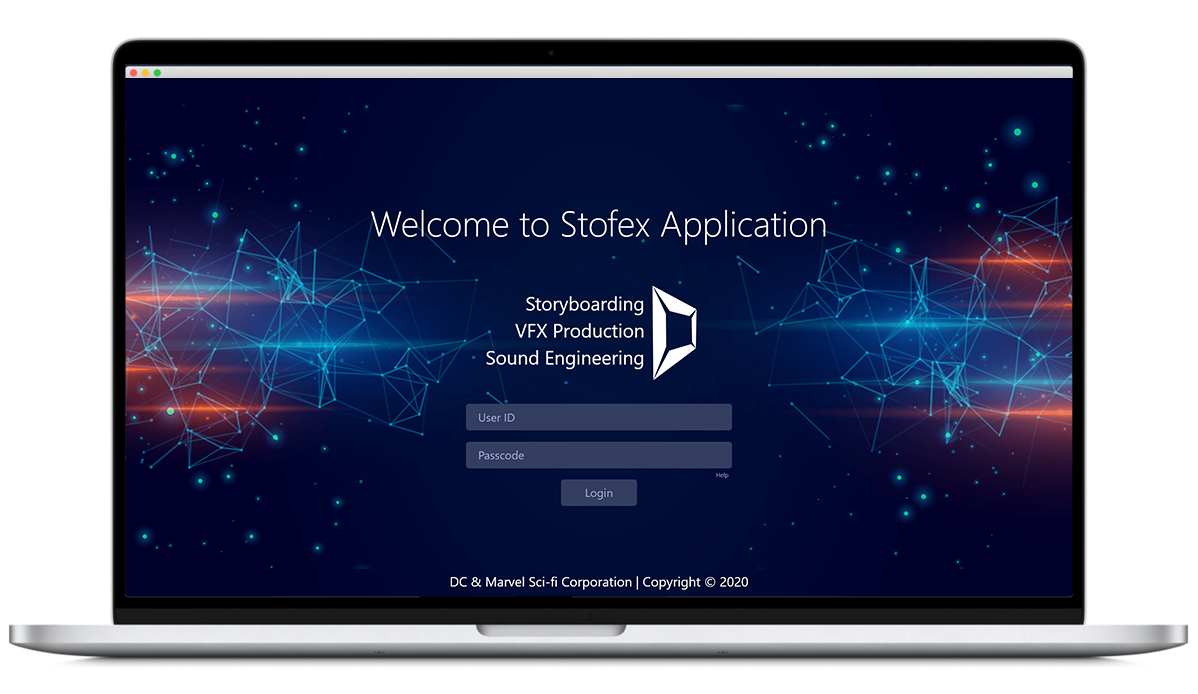 Welcome to Stofex Application
Storyboarding
VFX Production
Sound Engineering
User ID
Passcode
Help
Login
DC & Marvel Sci-fi Corporation | Copyright © 2020